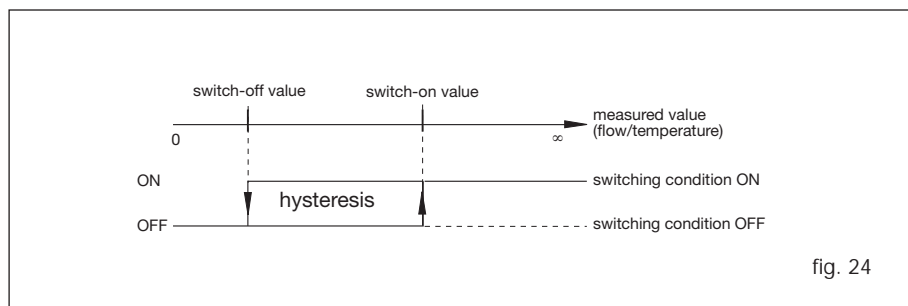 switch-off value
switch-on value
measured value
(flow/temperature)
0
∞
ON
switching condition ON
hysteresis
OFF
switching condition OFF
fig. 24